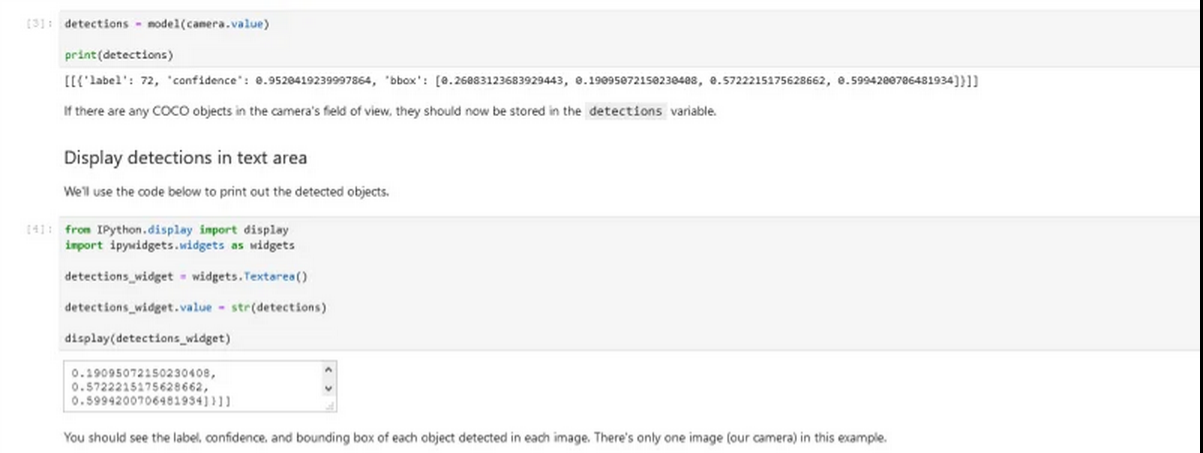 [3]: detections = model(camera.value)
print(detections)
[[{'label': 72, 'confidence': 0.9520419239997864, 'bbox': [0.26083123683929443, 0.19095072150230408, 0.5722215175628662, 0.5994200706481934]}]]
If there are any COCO objects in the camera's field of view, they should now be stored in the detections variable.
Display detections in text area
We'll use the code below to print out the detected objects.
[4]: from IPython.display import display
import ipywidgets.widgets as widgets
detections_widget = widgets.Textarea()
detections_widget.value = str(detections)
display(detections_widget)
0.19095072150230408,
0.5722215175628662,
0.5994200706481934]}]]
You should see the label, confidence, and bounding box of each object detected in each image. There's only one image (our camera) in this example.